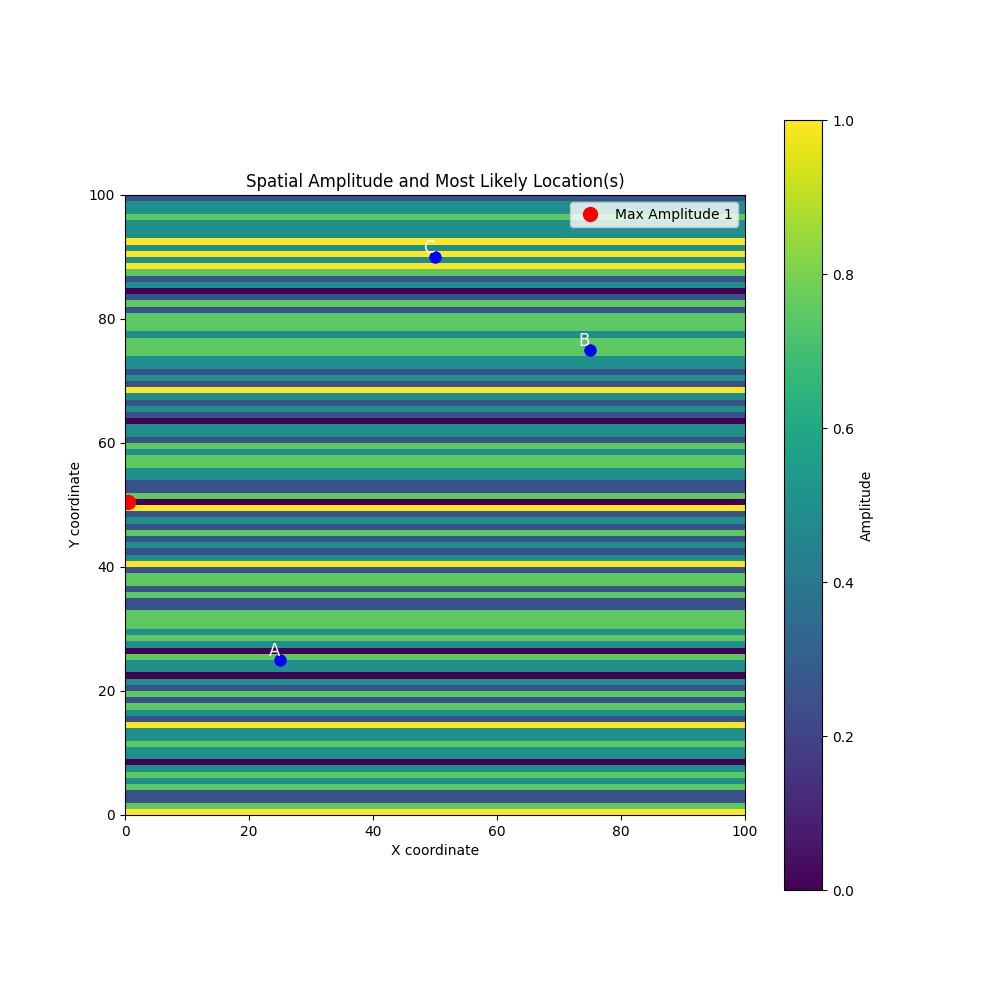 Spatial Amplitude and Most Likely Location(s)
Max Amplitude 1
C
B
A
100
80
60
40
20
0
Y coordinate
0 20 40 60 80 100
X coordinate
1.0
0.8
0.6
0.4
0.2
0.0
Amplitude